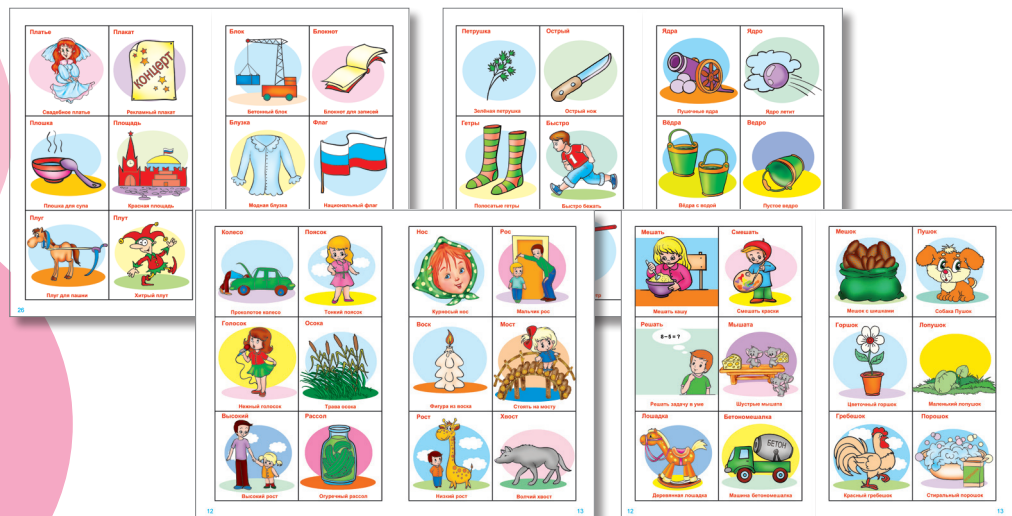 Платье
Свадебное платье
Плакат
концерт
Рекламный плакат
Плошка
Плошка для супа
Площадь
Красная площадь
Плуг
Плуг для пашни
Плут
Хитрый плут
26
Блок
Бетонный блок
Блокнот
Блокнот для записей
Блузка
Модная блузка
Флаг
Национальный флаг
Петрушка
Зелёная петрушка
Острый
Острый нож
Гетры
Полосатые гетры
Быстро
Быстро бежать
Ядра
Пушечные ядра
Ядро
Ядро летит
Вёдра
Вёдра с водой
Ведро
Пустое ведро
Колесо
Проколотое колесо
Поясок
Тонкий поясок
Голосок
Нежный голосок
Осока
Трава осока
Высокий
Высокий рост
Рассол
Огуречный рассол
12
Нос
Курносый нос
Рос
Мальчик рос
Воск
Фигура из воска
Мост
Стоять на мосту
Рост
Низкий рост
Хвост
Волчий хвост
13
Мешать
Мешать кашу
Смешать
Смешать краски
Решать
8-5=?
Решать задачу в уме
Мышата
Шустрые мышата
Лошадка
Деревянная лошадка
Бетономешалка
БЕТОН
Машина бетономешалка
12
Мешок
Мешок с шишками
Пушок
Собака Пушок
Горшок
Цветочный горшок
Лопушок
Маленький лопушок
Гребешок
Красный гребешок
Порошок
Стиральный порошок
13